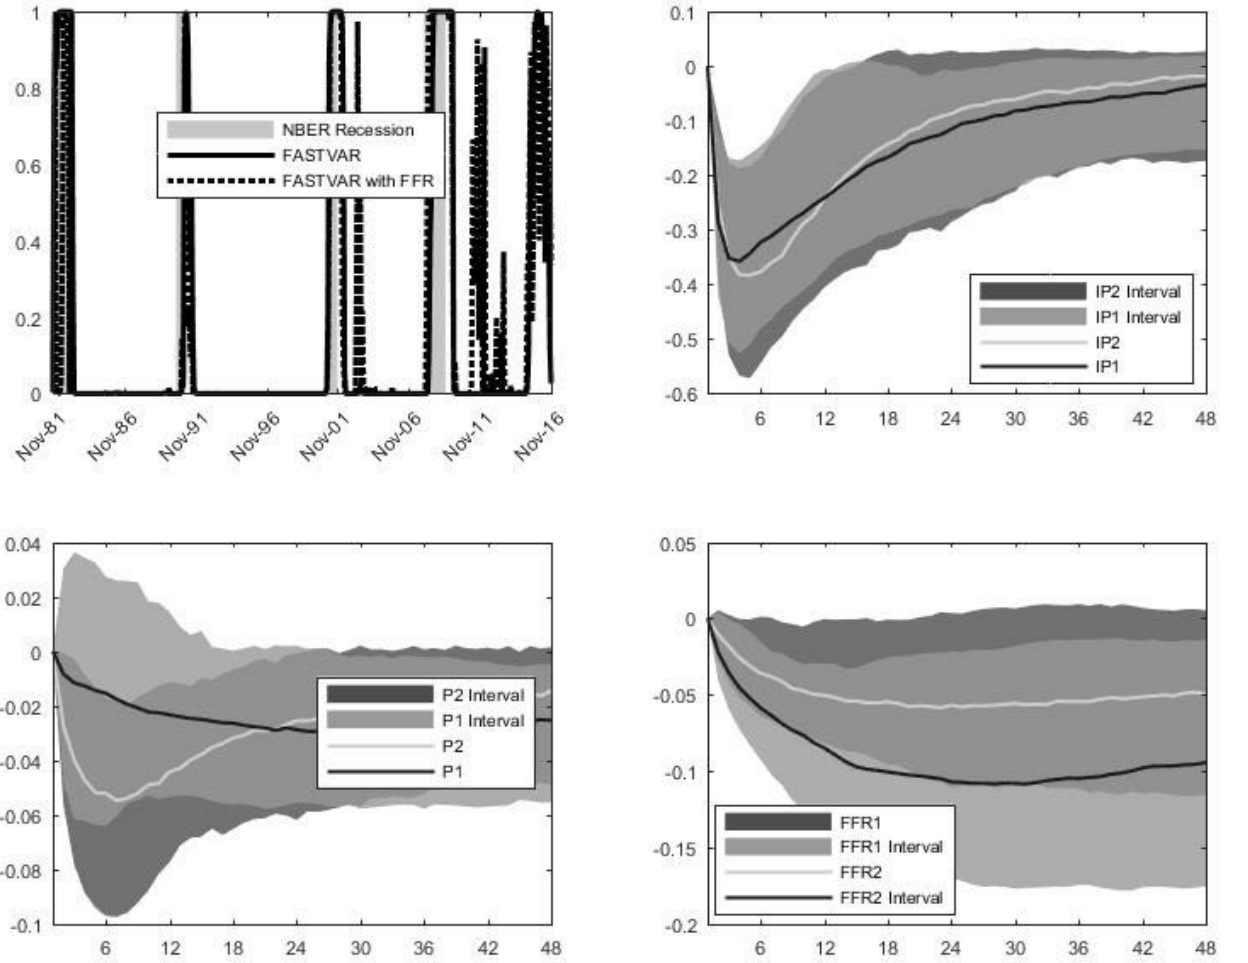 1
0.8
0.6
0.4
0.2
0
NBER Recession
FASTVAR
FASTVAR with FFR
Nov-81
Nov-86
Nov-91
Nov-96
Nov-01
Nov-06
Nov-11
Nov-16
0.1
0
-0.1
-0.2
-0.3
-0.4
-0.5
-0.6
IP2 Interval
IP1 Interval
IP2
IP1
6 12 18 24 30 36 42 48
0.04
0.02
0
-0.02
-0.04
-0.06
-0.08
-0.1
P2 Interval
P1 Interval
P2
P1
6 12 18 24 30 36 42 48
0.05
0
-0.05
-0.1
-0.15
-0.2
FFR1
FFR1 Interval
FFR2
FFR2 Interval
6 12 18 24 30 36 42 48